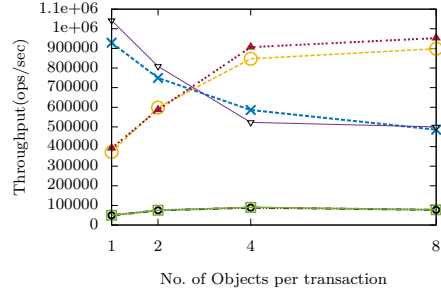 1.1e+06
1e+06
900000
800000
700000
600000
500000
400000
300000
200000
100000
0
Throughput(ops/sec)
1 2 4 8
No. of Objects per transaction